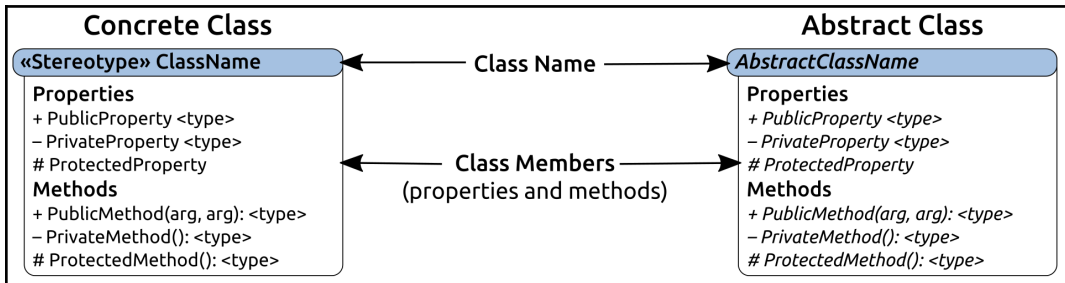 Concrete Class
«Stereotype» ClassName
Properties
+ PublicProperty <type>
– PrivateProperty <type>
# ProtectedProperty
Methods
+ PublicMethod(arg, arg): <type>
– PrivateMethod(): <type>
# ProtectedMethod(): <type>
Class Name
Class Members
(properties and methods)
Abstract Class
AbstractClassName
Properties
+ PublicProperty <type>
– PrivateProperty <type>
# ProtectedProperty
Methods
+ PublicMethod(arg, arg): <type>
– PrivateMethod(): <type>
# ProtectedMethod(): <type>